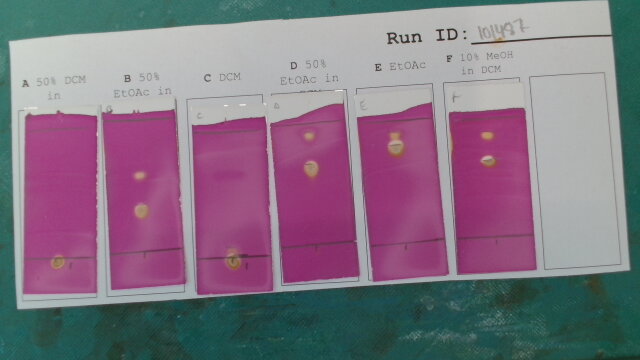 Run ID: 101487
A 50% DCM
in
B 50%
EtOAc in
C DCM
D 50%
EtOAc in
E EtOAc
F 10% MeOH
in DCM
C
E